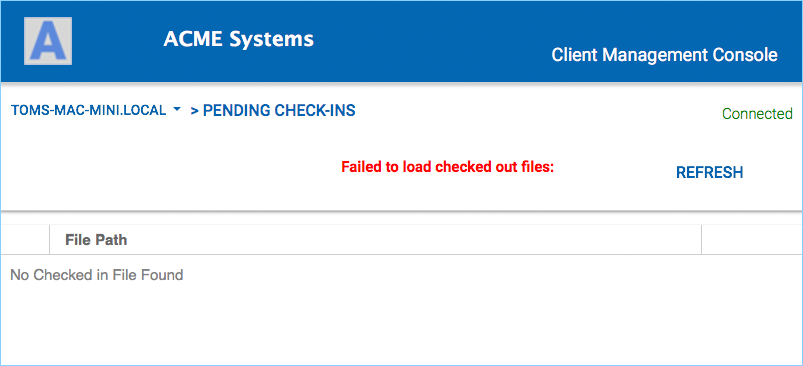 A
ACME Systems
Client Management Console
TOMS-MAC-MINI.LOCAL > PENDING CHECK-INS
Connected
Failed to load checked out files:
REFRESH
File Path
No Checked in File Found